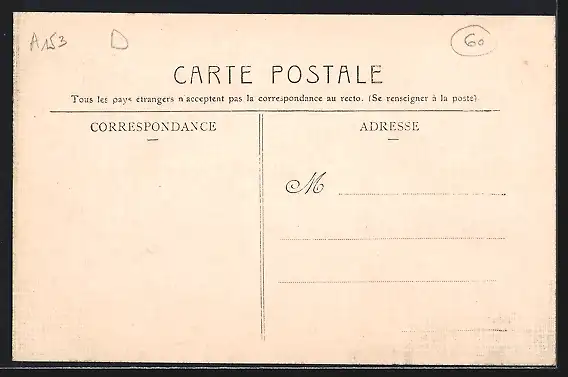 A153 D 60
CARTE POSTALE
Tous les pays étrangers n'acceptent pas la correspondance au recto. (Se renseigner à la poste).
CORRESPONDANCE ADRESSE
M